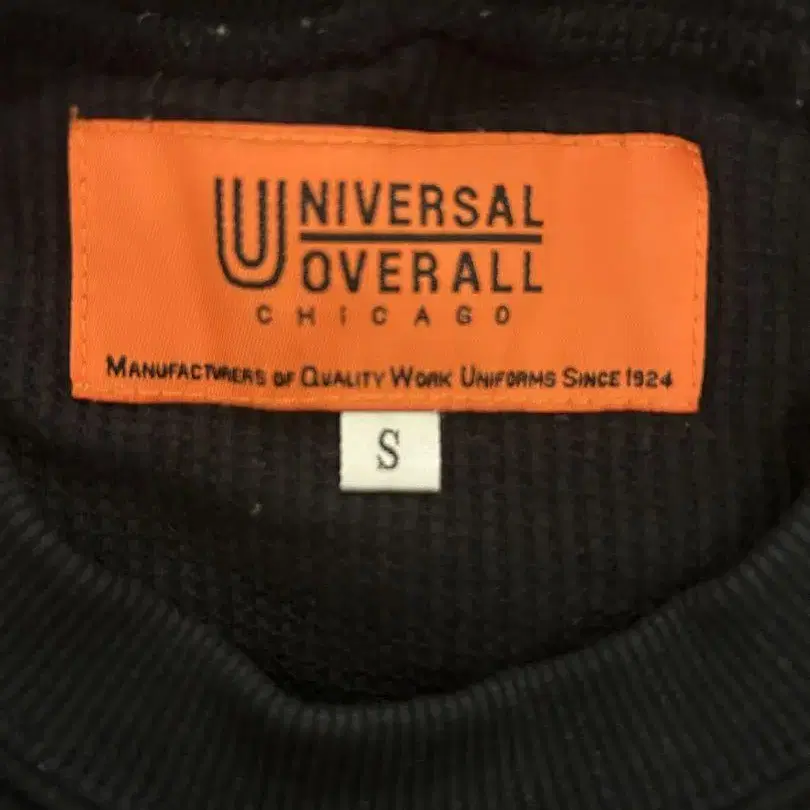 UNIVERSAL
OVERALL
CHICAGO
MANUFACTURERS OF QUALITY WORK UNIFORMS SINCE 1924
S